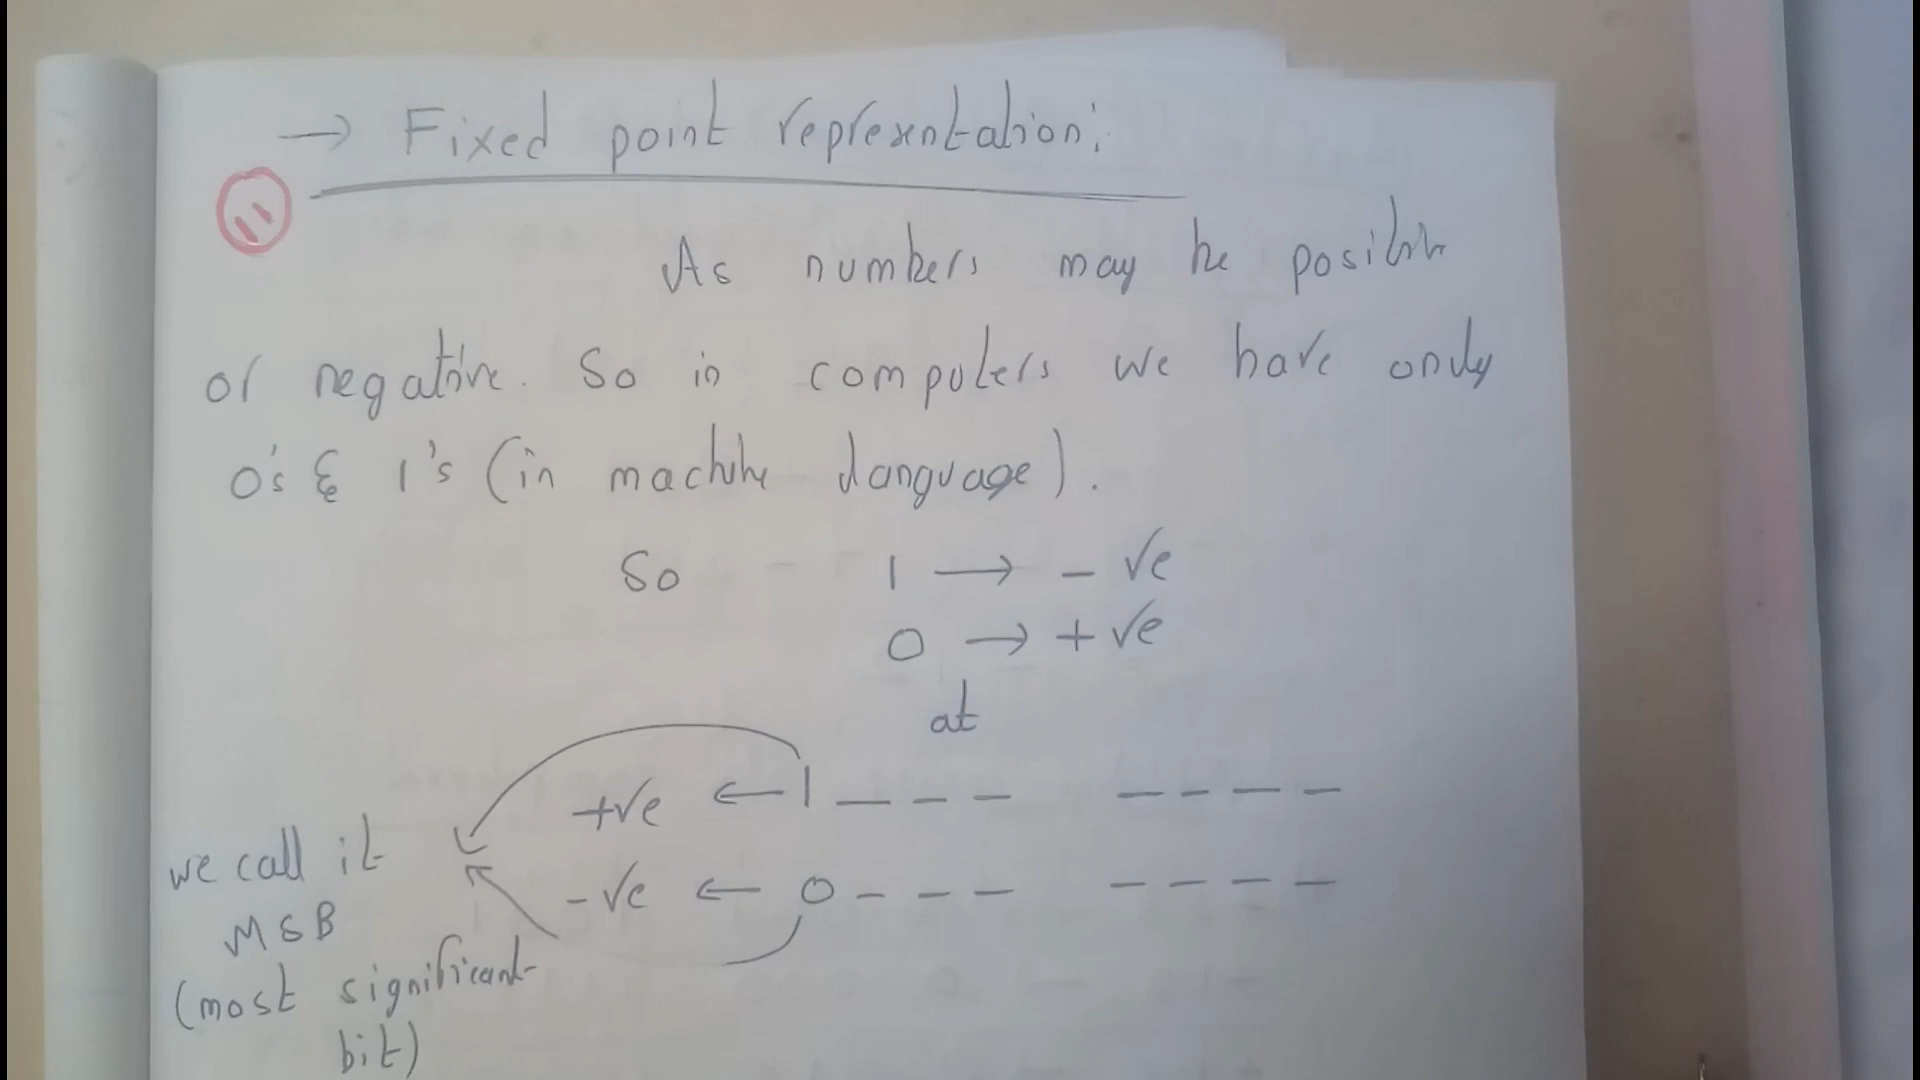 → Fixed point representation:
11
As numbers may be positive
or negative. So in computers we have only
0's & 1's (in machine language).
So 1 → - ve
0 → + ve
at
+ve ← 1 _ _ _ _ _ _ _
-ve ← 0 _ _ _ _ _ _ _
we call it
MSB
(most significant
bit)